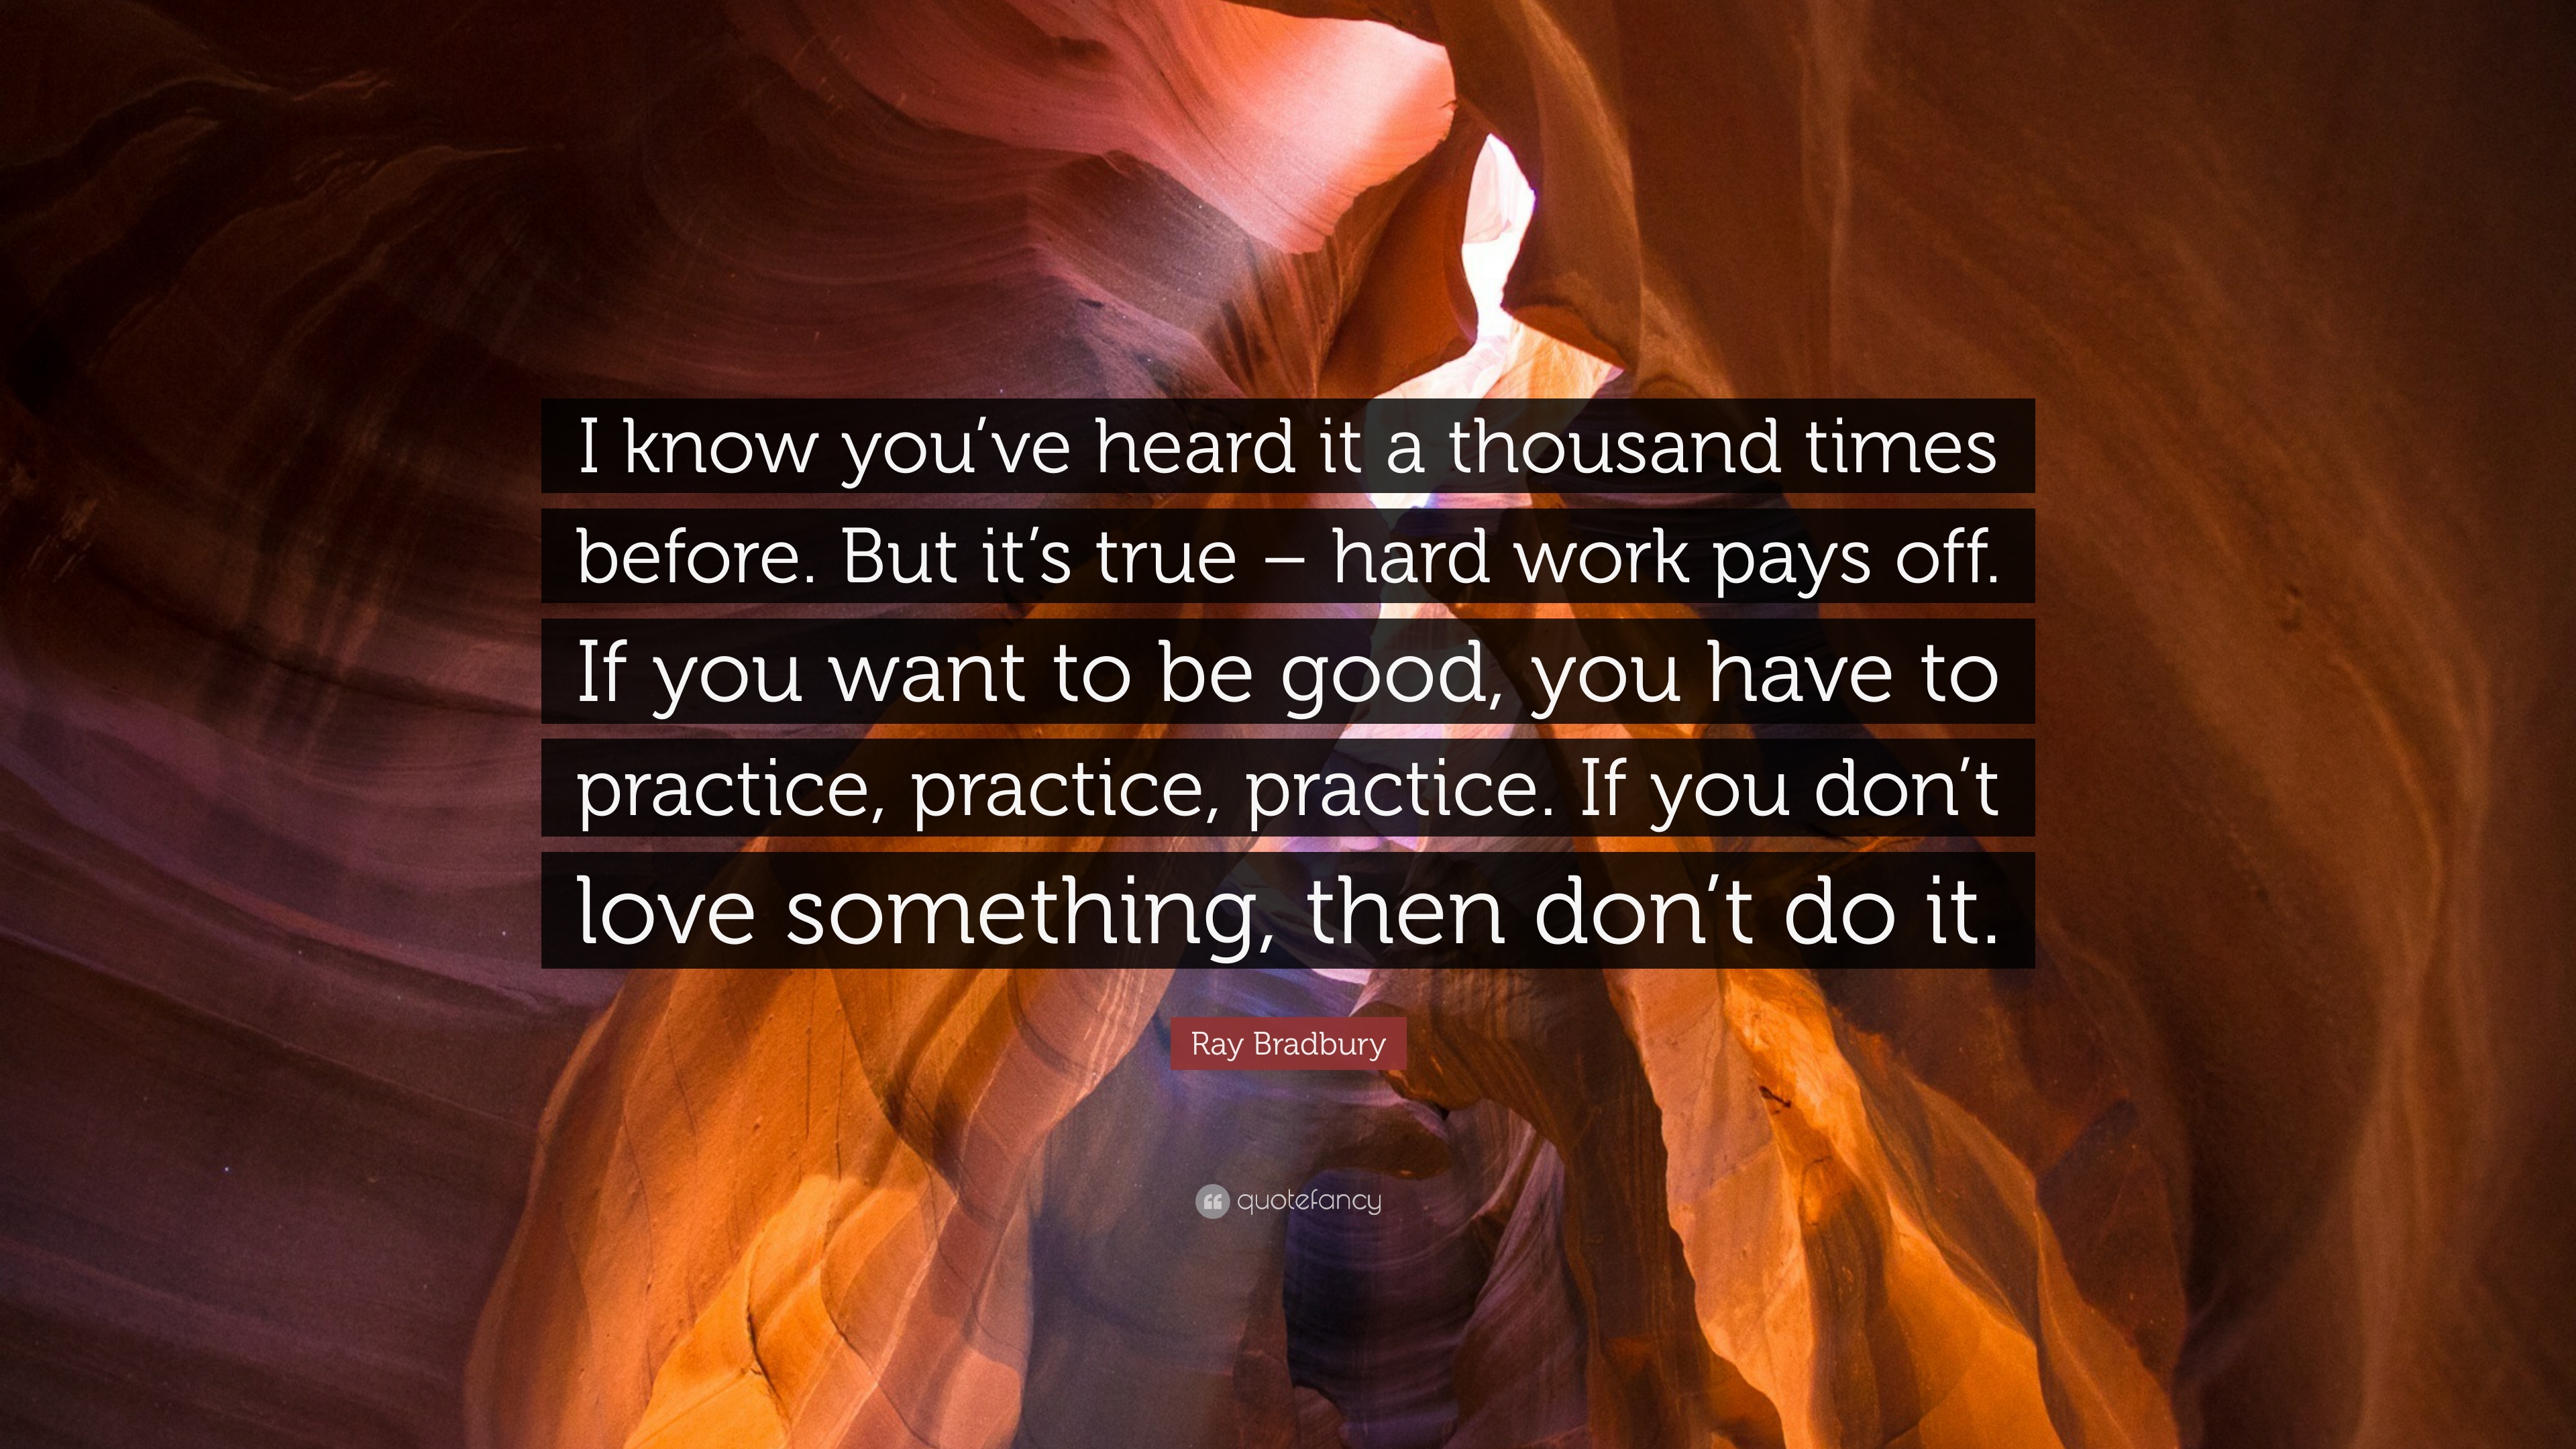 I know you’ve heard it a thousand times
before. But it’s true – hard work pays off.
If you want to be good, you have to
practice, practice, practice. If you don’t
love something, then don’t do it.
Ray Bradbury
quotefancy